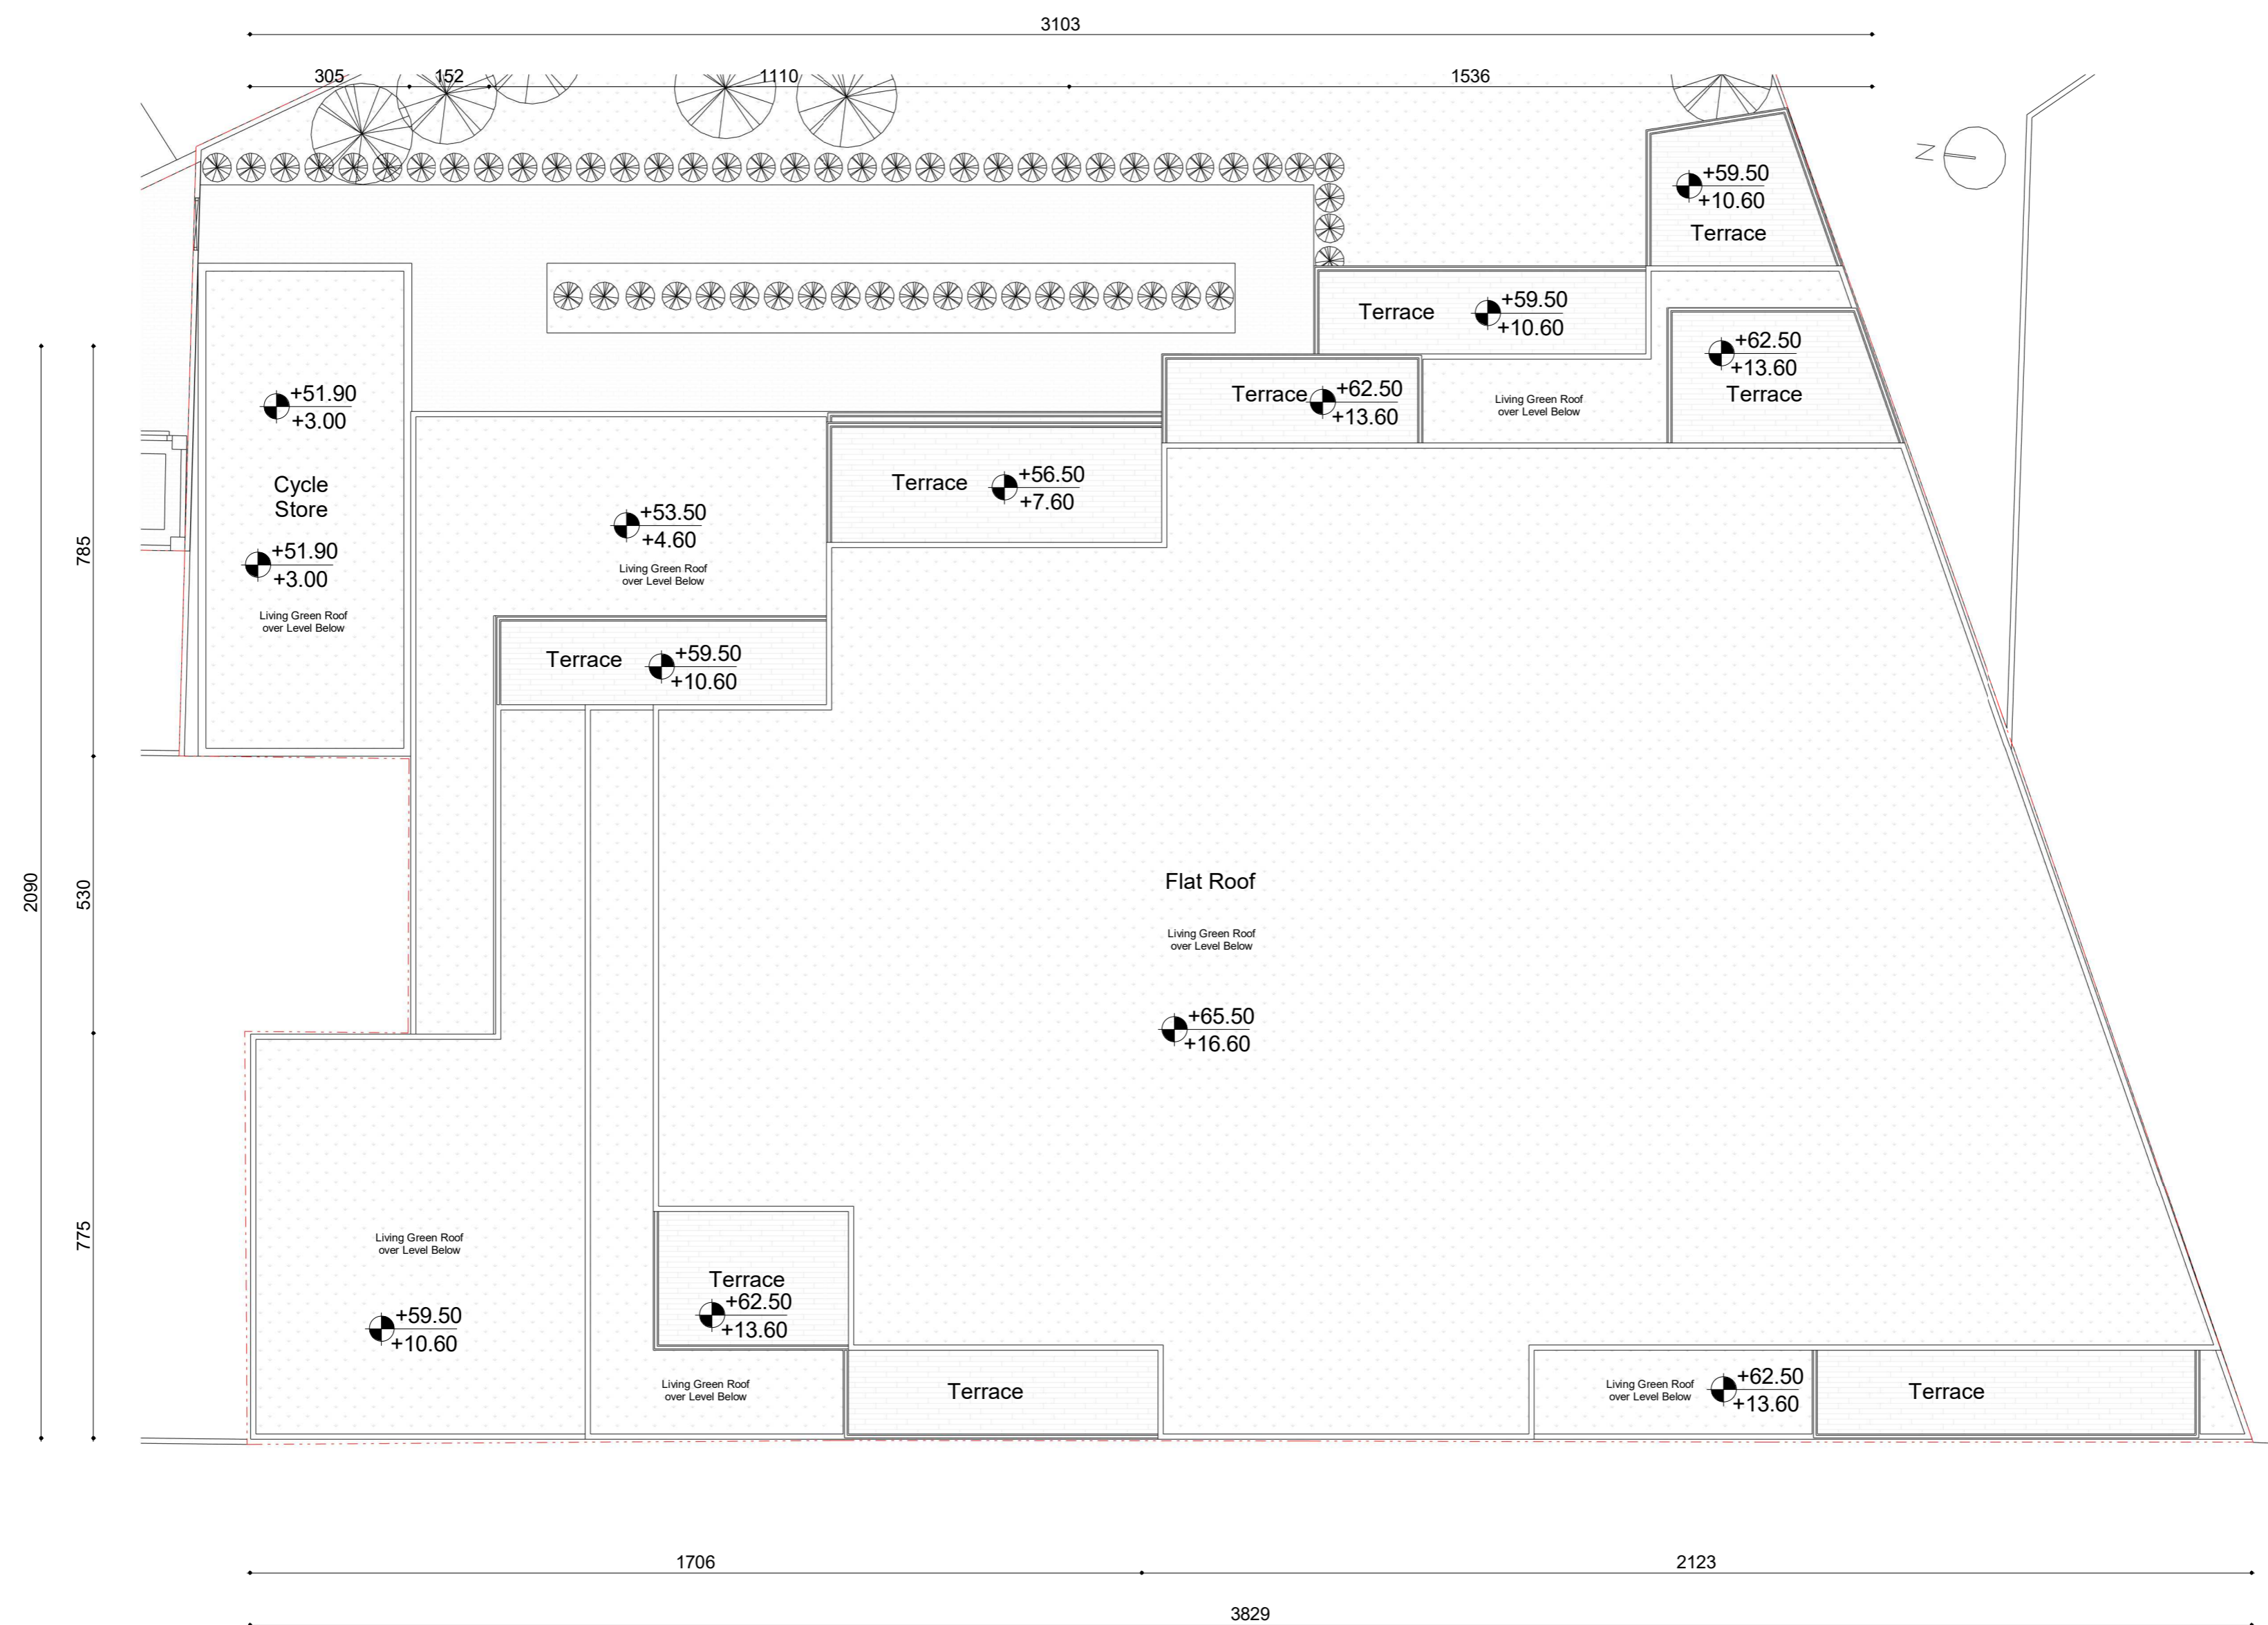 3103
305
152
1110
1536
N
+59.50
+10.60
Terrace
Terrace
+59.50
+10.60
+62.50
+13.60
Terrace
Terrace
+62.50
+13.60
Living Green Roof
over Level Below
+51.90
+3.00
Cycle
Store
+51.90
+3.00
Living Green Roof
over Level Below
Terrace
+56.50
+7.60
+53.50
+4.60
Living Green Roof
over Level Below
Terrace
+59.50
+10.60
785
530
2090
775
Flat Roof
Living Green Roof
over Level Below
+65.50
+16.60
Living Green Roof
over Level Below
+59.50
+10.60
Terrace
+62.50
+13.60
Living Green Roof
over Level Below
Terrace
Living Green Roof
over Level Below
+62.50
+13.60
Terrace
1706
2123
3829